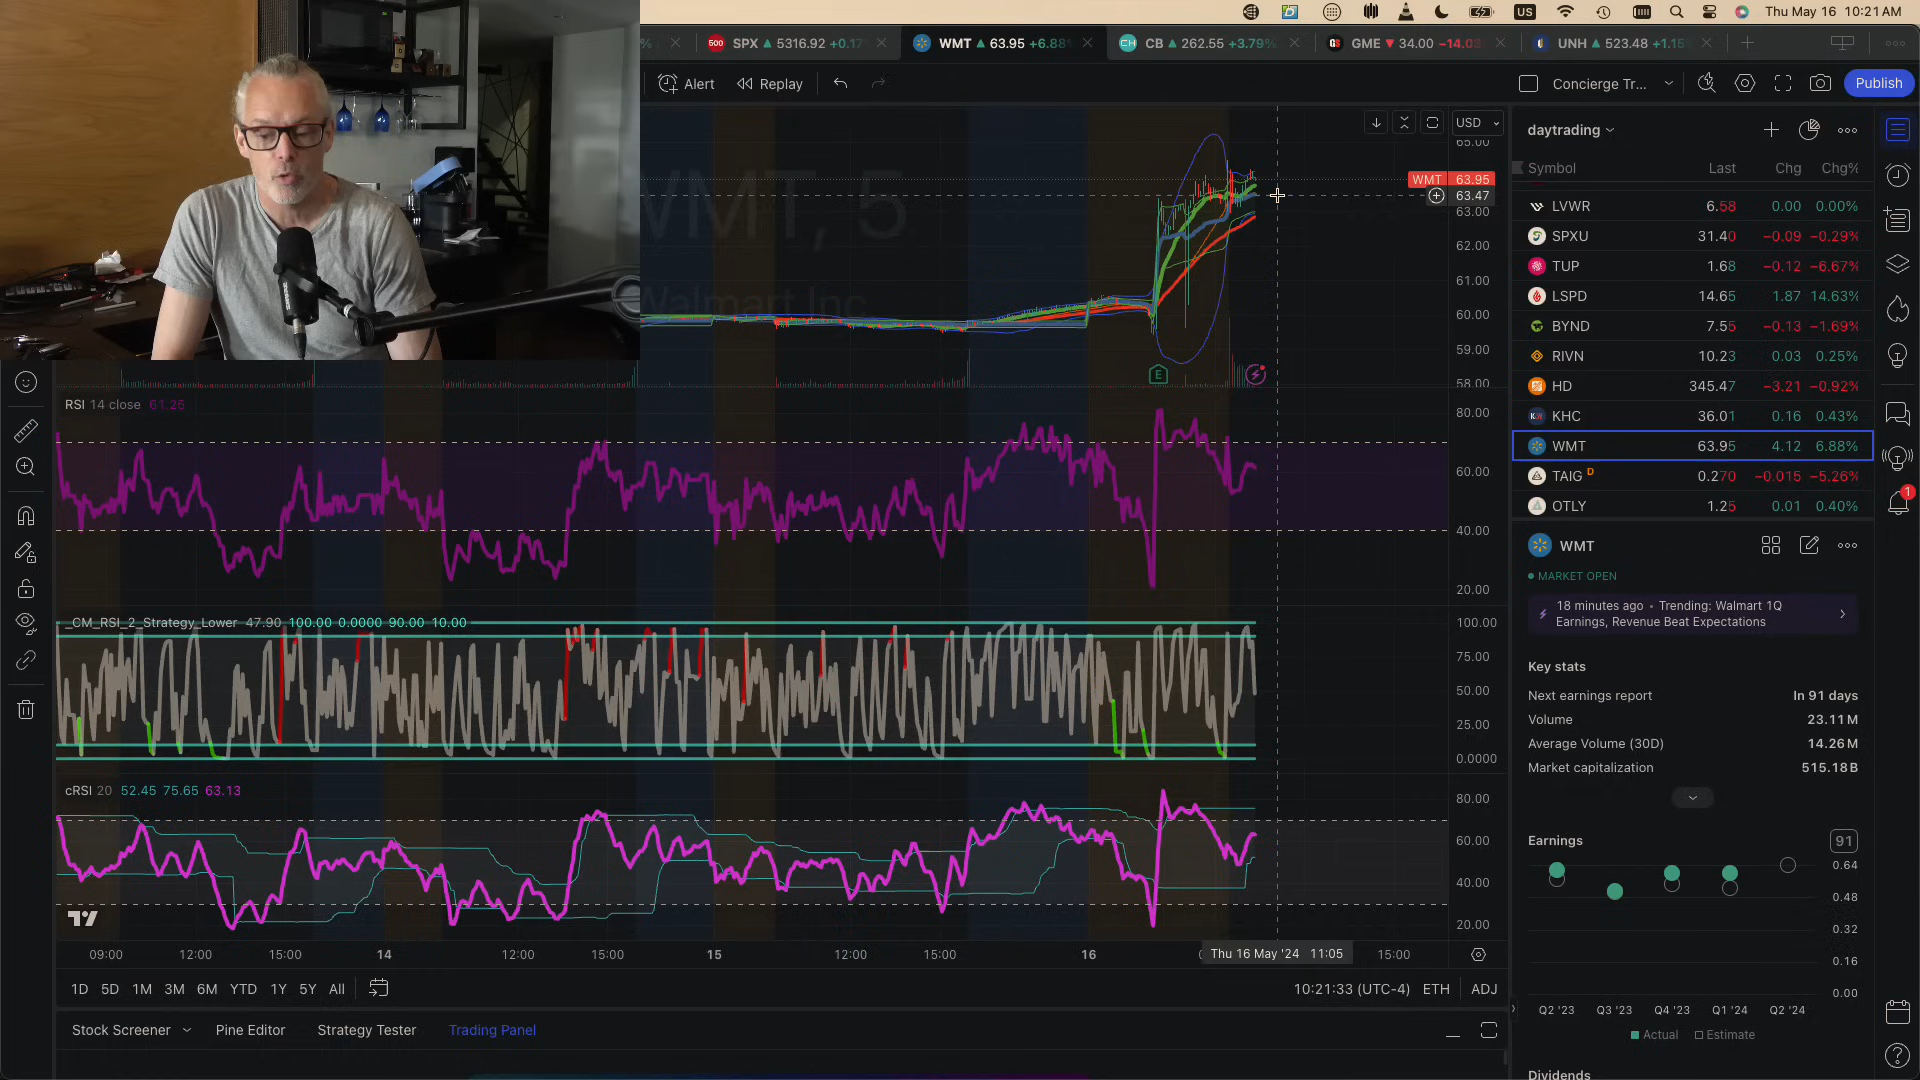 Thu May 16 10:21 AM
US
SPX 5316.92 +0.17%
WMT 63.95 +6.88%
CB 262.55 +3.79%
GME 34.00 −14.03
UNH +523.48 +1.15%
Alert
Replay
Concierge Tr...
Publish
USD
WMT, 5
Walmart Inc
65.00
WMT 63.95
63.47
63.00
62.00
61.00
60.00
59.00
58.00
E
daytrading
Symbol Last Chg Chg%
LVWR 6.58 0.00 0.00%
SPXU 31.40 −0.09 −0.29%
TUP 1.68 −0.12 −6.67%
LSPD 14.65 1.87 14.63%
BYND 7.55 −0.13 −1.69%
RIVN 10.23 0.03 0.25%
HD 345.47 −3.21 −0.92%
KHC 36.01 0.16 0.43%
WMT 63.95 4.12 6.88%
TAIG D 0.270 −0.015 −5.26%
OTLY 1.25 0.01 0.40%
WMT
MARKET OPEN
18 minutes ago • Trending: Walmart 1Q
Earnings, Revenue Beat Expectations
Key stats
Next earnings report In 91 days
Volume 23.11M
Average Volume (30D) 14.26M
Market capitalization 515.18B
Earnings 91
0.64
0.48
0.32
0.16
0.00
Q2 '23 Q3 '23 Q4 '23 Q1 '24 Q2 '24
Actual Estimate
Dividends
RSI 14 close 61.25
80.00
60.00
40.00
20.00
_CM_RSI_2_Strategy_Lower 47.90 100.00 0.0000 90.00 10.00
100.00
75.00
50.00
25.00
0.0000
cRSI 20 52.45 75.65 63.13
80.00
60.00
40.00
20.00
09:00 12:00 15:00 14 12:00 15:00 15 12:00 15:00 16 Thu 16 May '24 11:05 15:00
1D 5D 1M 3M 6M YTD 1Y 5Y All
10:21:33 (UTC-4) ETH ADJ
Stock Screener Pine Editor Strategy Tester Trading Panel
1